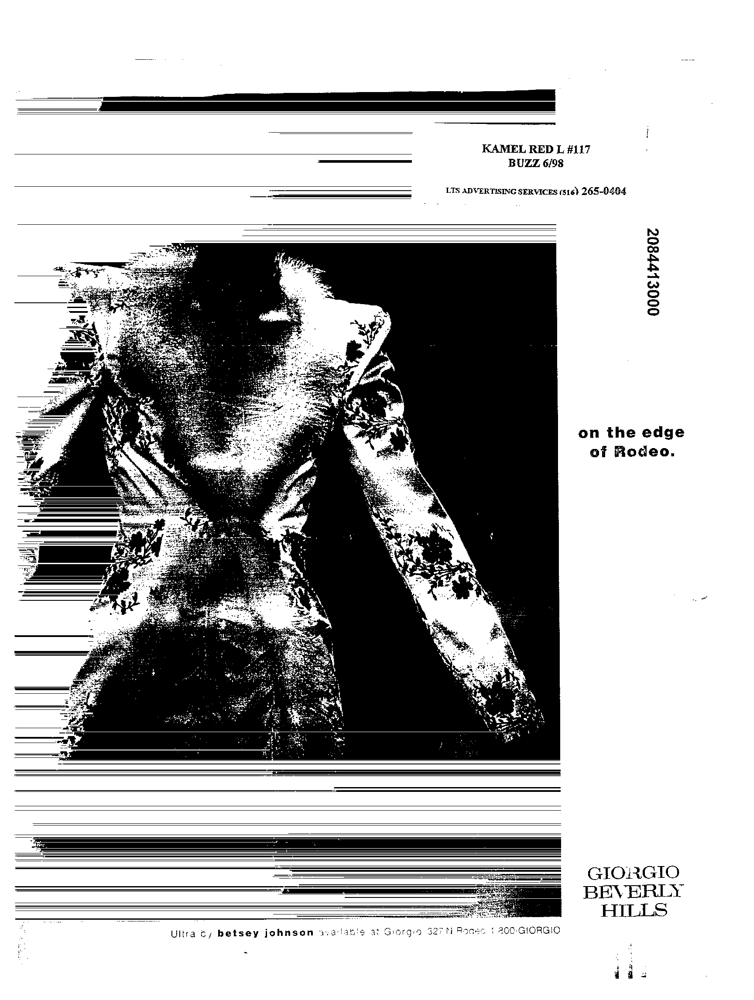 KAMEL RED L #117
BUZZ 6/98
LTS ADVERTISING SERVICES (516) 265-0404
2084413000
on the edge
of Rodeo.
GIORGIO
BEVERLY
HILLS
Ultra by betsey johnson available at Giorgio 327 N Rodeo 1 800 GIORGIO